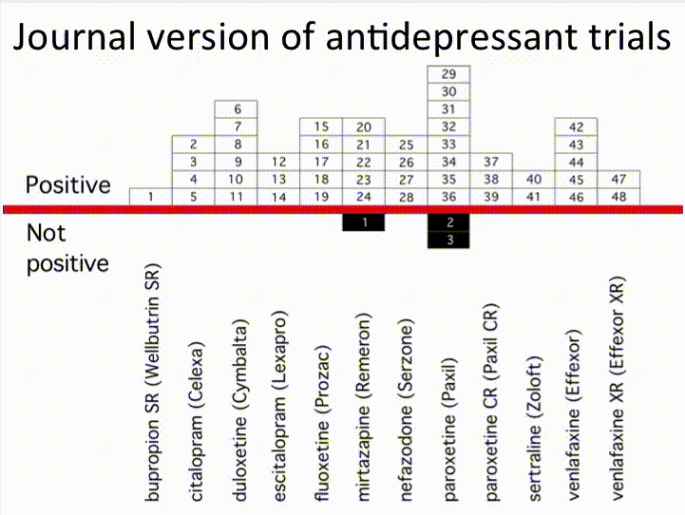 Journal version of antidepressant trials
29
30
6 31
7 15 20 32 42
2 8 16 21 25 33 43
3 9 12 17 22 26 34 37 44
Positive 4 10 13 18 23 27 35 38 40 45 47
1 5 11 14 19 24 28 36 39 41 46 48
Not 1 2
positive 3
bupropion SR (Wellbutrin SR)
citalopram (Celexa)
duloxetine (Cymbalta)
escitalopram (Lexapro)
fluoxetine (Prozac)
mirtazapine (Remeron)
nefazodone (Serzone)
paroxetine (Paxil)
paroxetine CR (Paxil CR)
sertraline (Zoloft)
venlafaxine (Effexor)
venlafaxine XR (Effexor XR)